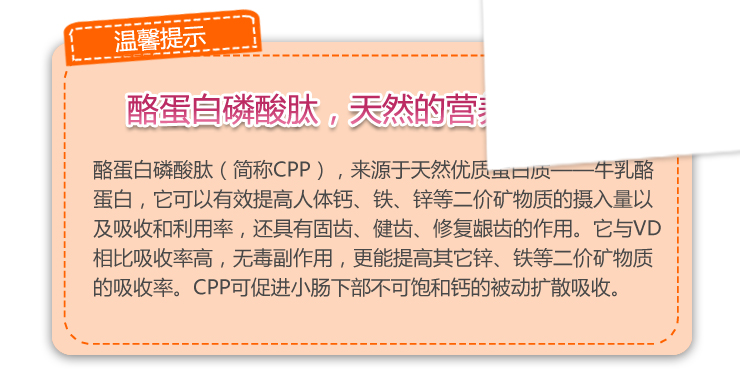 温馨提示
酪蛋白磷酸肽，天然的营
酪蛋白磷酸肽（简称CPP），来源于天然优质蛋白质——牛乳酪
蛋白，它可以有效提高人体钙、铁、锌等二价矿物质的摄入量以
及吸收和利用率，还具有固齿、健齿、修复龈齿的作用。它与VD
相比吸收率高，无毒副作用，更能提高其它锌、铁等二价矿物质
的吸收率。CPP可促进小肠下部不可饱和钙的被动扩散吸收。